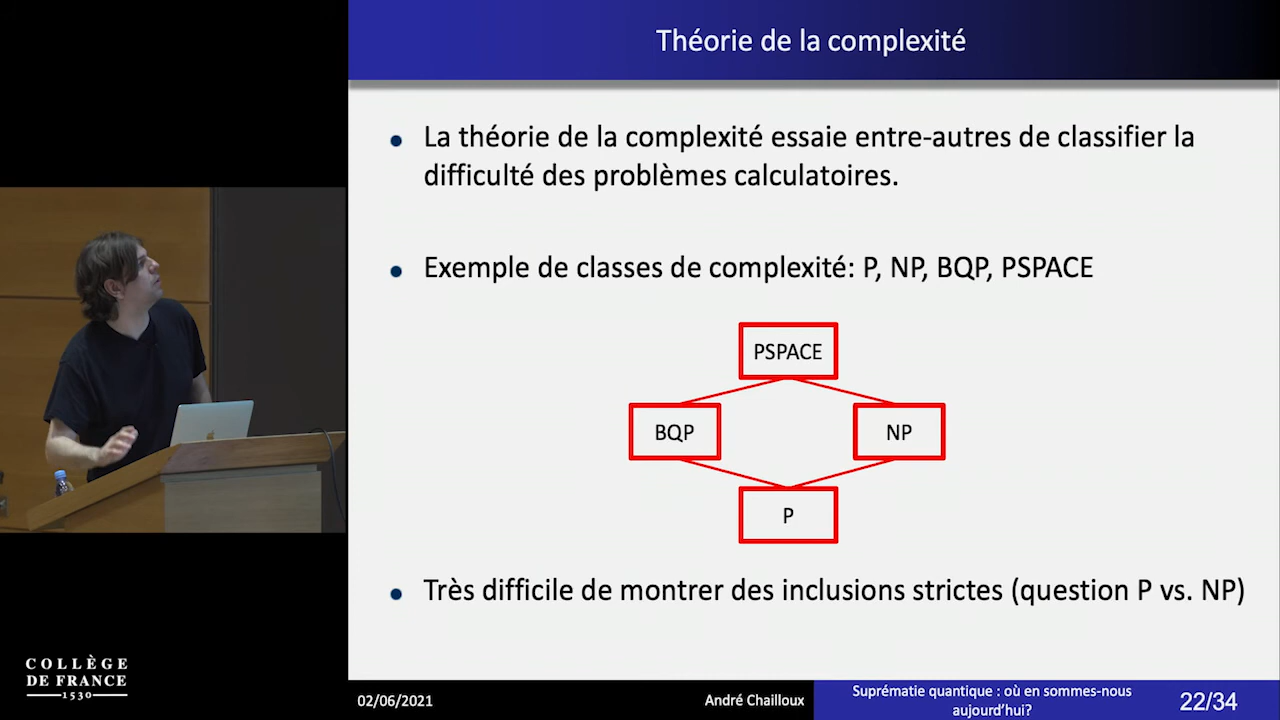 Théorie de la complexité
La théorie de la complexité essaie entre-autres de classifier la
difficulté des problèmes calculatoires.
Exemple de classes de complexité: P, NP, BQP, PSPACE
PSPACE
BQP
NP
P
Très difficile de montrer des inclusions strictes (question P vs. NP)
COLLÈGE
DE FRANCE
1530
02/06/2021
André Chailloux
Suprématie quantique : où en sommes-nous
aujourd'hui?
22/34